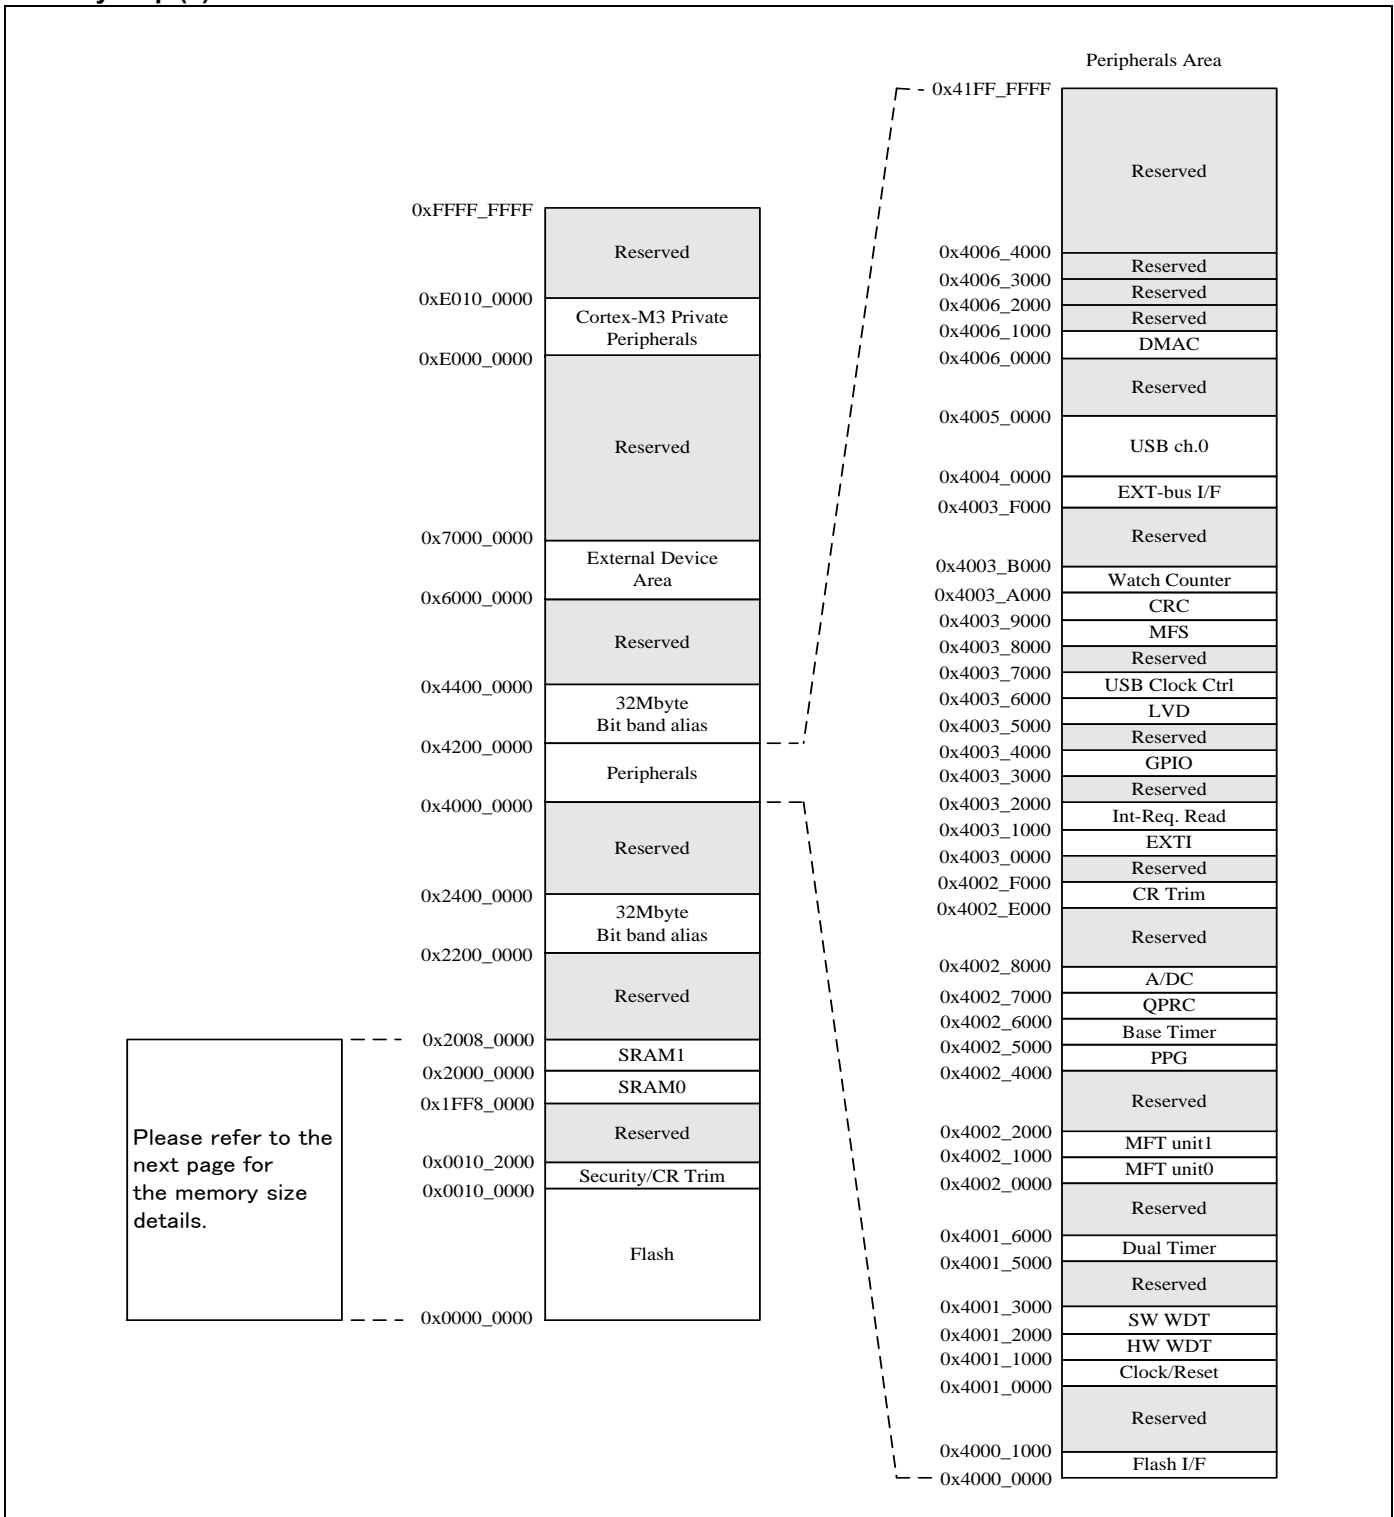 Peripherals Area
0x41FF_FFFF
Reserved
0x4006_4000
Reserved
0x4006_3000
Reserved
0x4006_2000
Reserved
0x4006_1000
DMAC
0x4006_0000
Reserved
0x4005_0000
USB ch.0
0x4004_0000
EXT-bus I/F
0x4003_F000
Reserved
0x4003_B000
Watch Counter
0x4003_A000
CRC
0x4003_9000
MFS
0x4003_8000
Reserved
0x4003_7000
USB Clock Ctrl
0x4003_6000
LVD
0x4003_5000
Reserved
0x4003_4000
GPIO
0x4003_3000
Reserved
0x4003_2000
Int-Req. Read
0x4003_1000
EXTI
0x4003_0000
Reserved
0x4002_F000
CR Trim
0x4002_E000
Reserved
0x4002_8000
A/DC
0x4002_7000
QPRC
0x4002_6000
Base Timer
0x4002_5000
PPG
0x4002_4000
Reserved
0x4002_2000
MFT unit1
0x4002_1000
MFT unit0
0x4002_0000
Reserved
0x4001_6000
Dual Timer
0x4001_5000
Reserved
0x4001_3000
SW WDT
0x4001_2000
HW WDT
0x4001_1000
Clock/Reset
0x4001_0000
Reserved
0x4000_1000
Flash I/F
0x4000_0000
0xFFFF_FFFF
Reserved
0xE010_0000
Cortex-M3 Private
Peripherals
0xE000_0000
Reserved
0x7000_0000
External Device
Area
0x6000_0000
Reserved
0x4400_0000
32Mbyte
Bit band alias
0x4200_0000
Peripherals
0x4000_0000
Reserved
0x2400_0000
32Mbyte
Bit band alias
0x2200_0000
Reserved
0x2008_0000
SRAM1
0x2000_0000
SRAM0
0x1FF8_0000
Reserved
0x0010_2000
Security/CR Trim
0x0010_0000
Flash
0x0000_0000
Please refer to the
next page for
the memory size
details.